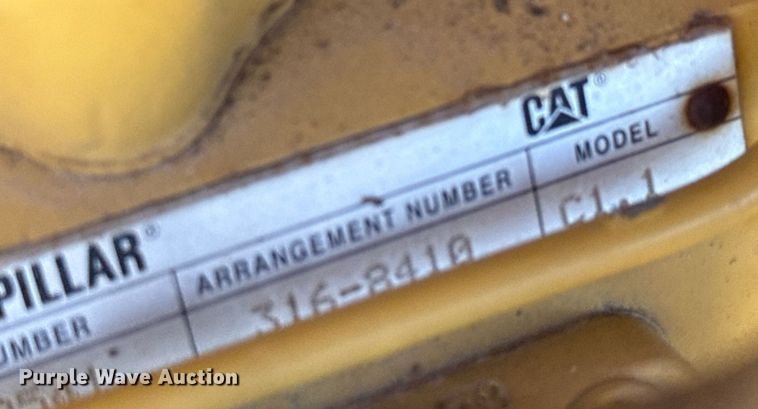 CAT®
PILLAR®
ARRANGEMENT NUMBER
MODEL
UMBER
316-8410
C1.1
Purple Wave Auction